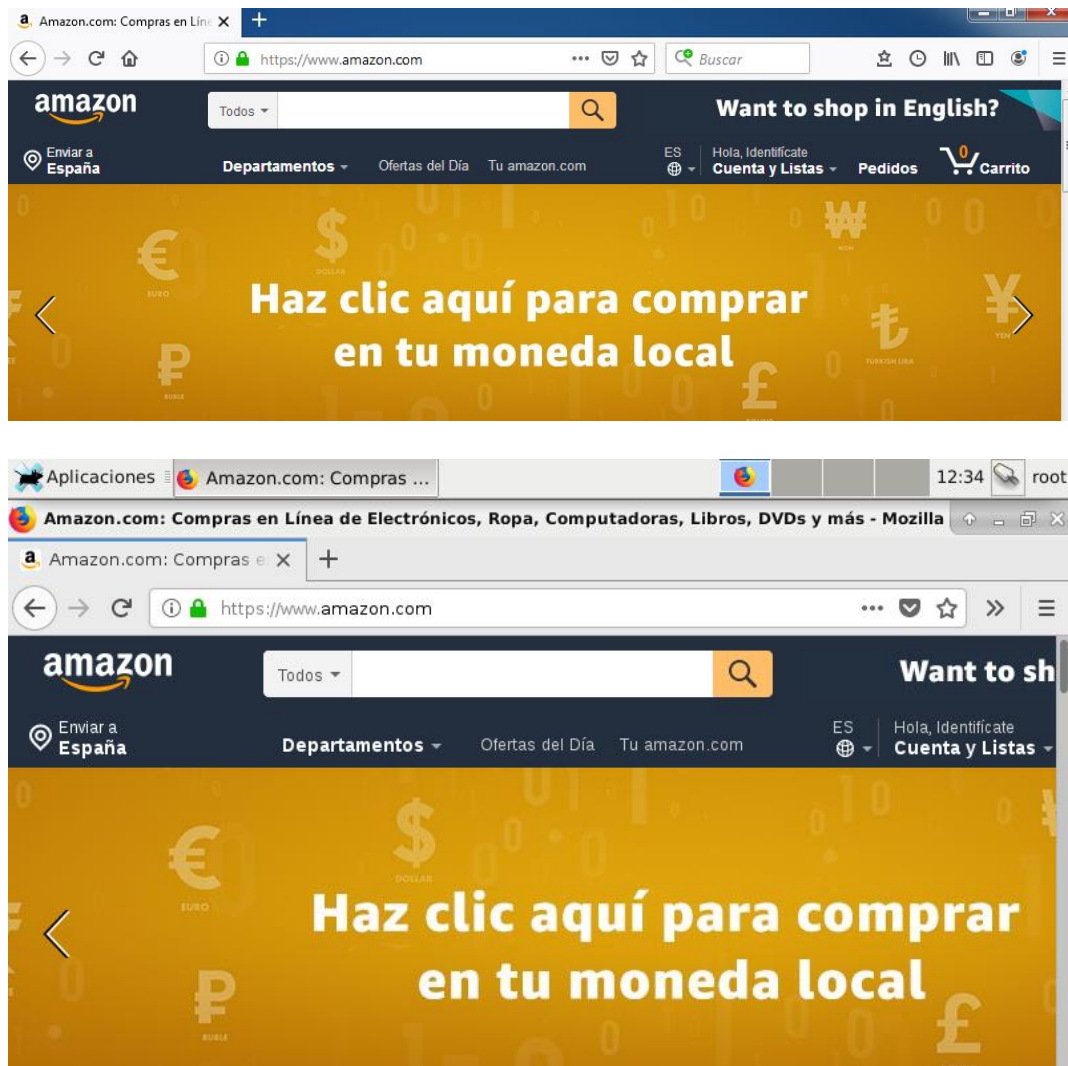 Amazon.com: Compras en Lín
https://www.amazon.com
Buscar
amazon
Todos
Want to shop in English?
Enviar a
España
Departamentos
Ofertas del Día
Tu amazon.com
ES
Hola, Identifícate
Cuenta y Listas
Pedidos
0
Carrito
€
EURO
$
DOLLAR
₩
WON
¥
YEN
₺
TURKISH LIRA
₽
RUBLE
£
Haz clic aquí para comprar
en tu moneda local
Aplicaciones
Amazon.com: Compras ...
12:34
root
Amazon.com: Compras en Línea de Electrónicos, Ropa, Computadoras, Libros, DVDs y más - Mozilla
Amazon.com: Compras e
https://www.amazon.com
amazon
Todos
Want to sh
Enviar a
España
Departamentos
Ofertas del Día
Tu amazon.com
ES
Hola, Identifícate
Cuenta y Listas
€
EURO
$
DOLLAR
₽
RUBLE
£
Haz clic aquí para comprar
en tu moneda local